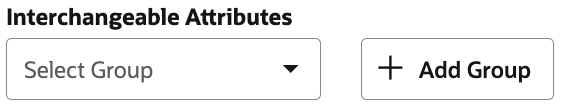 Interchangeable Attributes
Select Group
+ Add Group